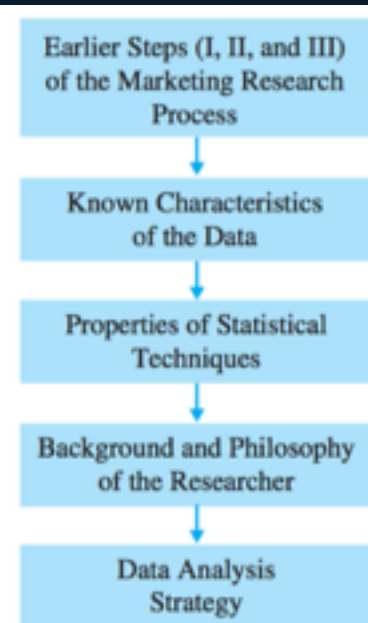 Earlier Steps (I, II, and III)
of the Marketing Research
Process
Known Characteristics
of the Data
Properties of Statistical
Techniques
Background and Philosophy
of the Researcher
Data Analysis
Strategy